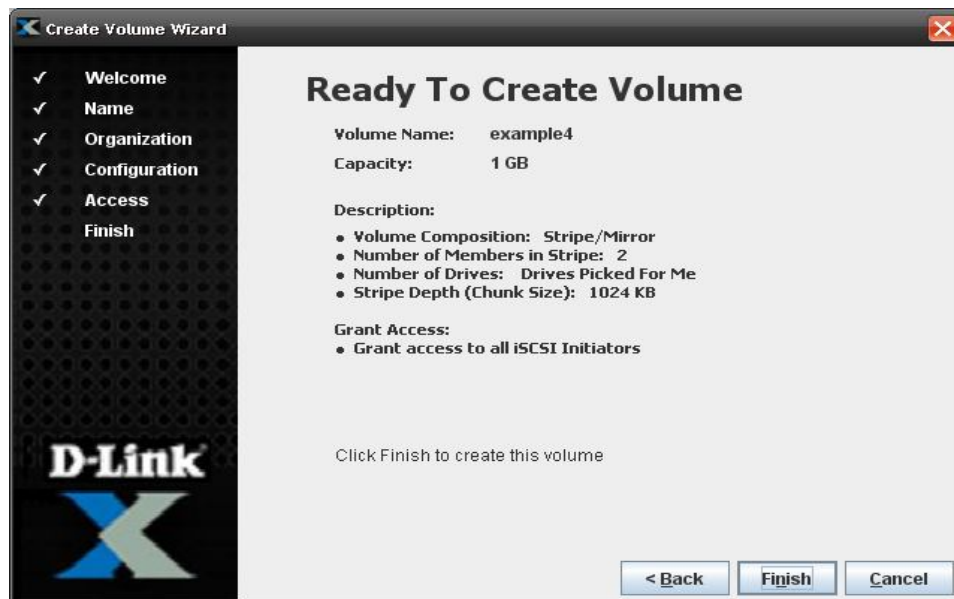 Create Volume Wizard
✓ Welcome
✓ Name
✓ Organization
✓ Configuration
✓ Access
Finish
D-Link
Ready To Create Volume
Volume Name: example4
Capacity: 1 GB
Description:
• Volume Composition: Stripe/Mirror
• Number of Members in Stripe: 2
• Number of Drives: Drives Picked For Me
• Stripe Depth (Chunk Size): 1024 KB
Grant Access:
• Grant access to all iSCSI Initiators
Click Finish to create this volume
< Back Finish Cancel